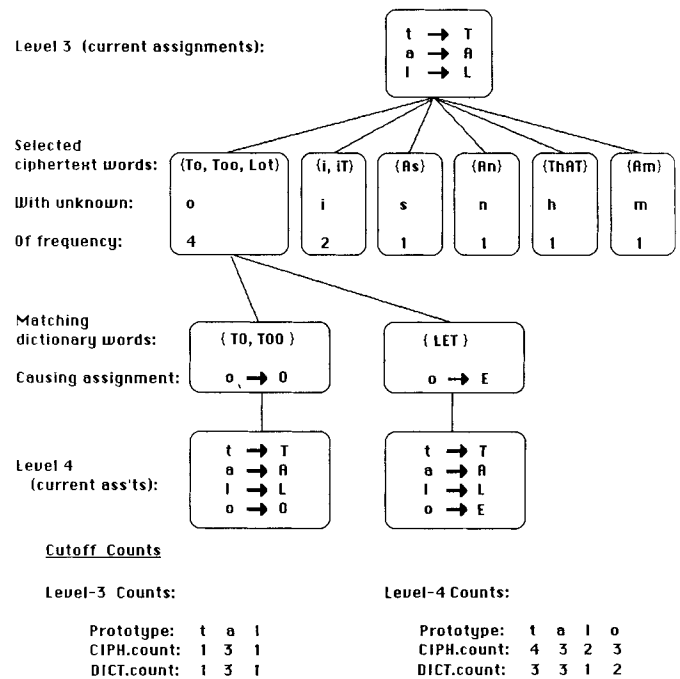 Level 3 (current assignments):
t → T
a → A
l → L
Selected
ciphertext words: {To, Too, Lot} {i, iT} {As} {An} {ThAT} {Am}
With unknown: o i s n h m
Of frequency: 4 2 1 1 1 1
Matching
dictionary words: { TO, TOO } { LET }
Causing assignment: o → O o → E
Level 4
(current ass'ts):
t → T t → T
a → A a → A
l → L l → L
o → O o → E
Cutoff Counts
Level-3 Counts: Level-4 Counts:
Prototype: t a l Prototype: t a l o
CIPH.count: 1 3 1 CIPH.count: 4 3 2 3
DICT.count: 1 3 1 DICT.count: 3 3 1 2